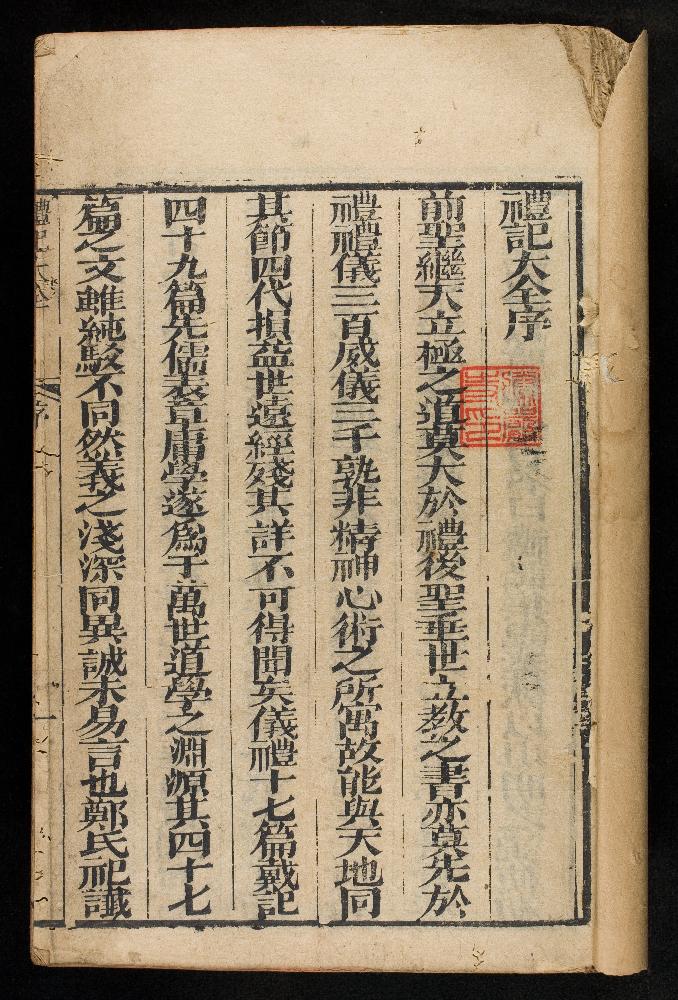 禮記大全序
前聖繼天立極之道莫大於禮後聖垂世立教之書亦莫先於
禮禮儀三百威儀三千孰非精神心術之所寓故能與天地同
其節四代損益世遠經殘其詳不可得聞矣儀禮十七篇戴記
四十九篇先儒表章庸學遂爲千萬世道學之淵源其四十七
篇之文雖純駁不同然義之淺深同異誠未易言也鄭氏祀讖
禮記大全
序
一